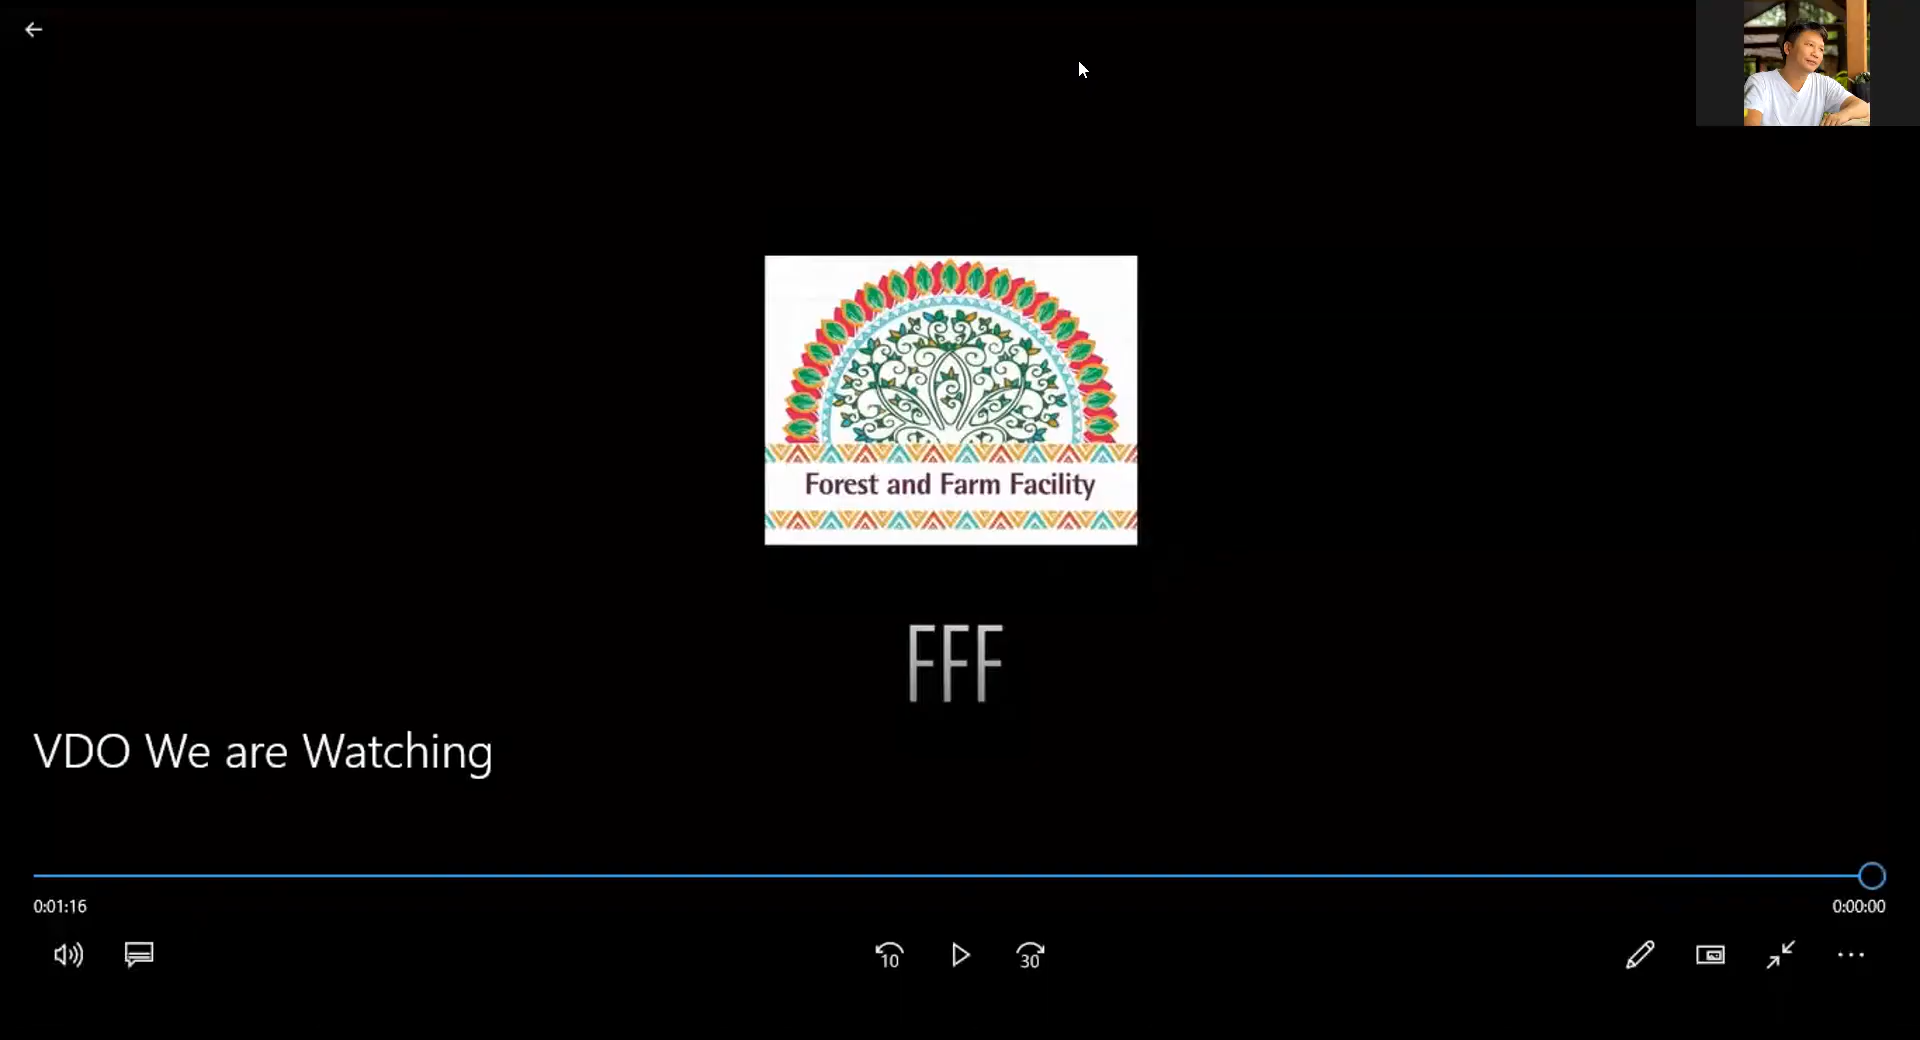 Forest and Farm Facility
FFF
VDO We are Watching
0:01:16
0:00:00
10
30